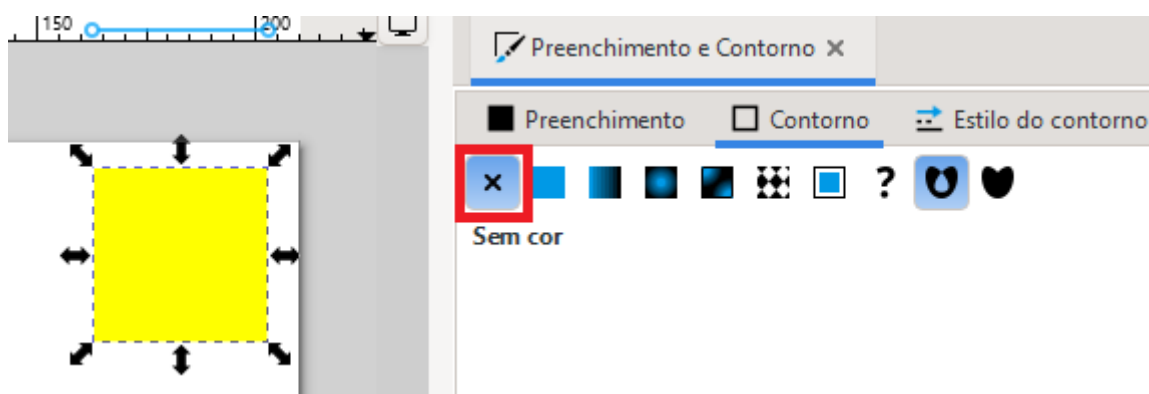 150
200
Preenchimento e Contorno
Preenchimento
Contorno
Estilo do contorno
?
Sem cor